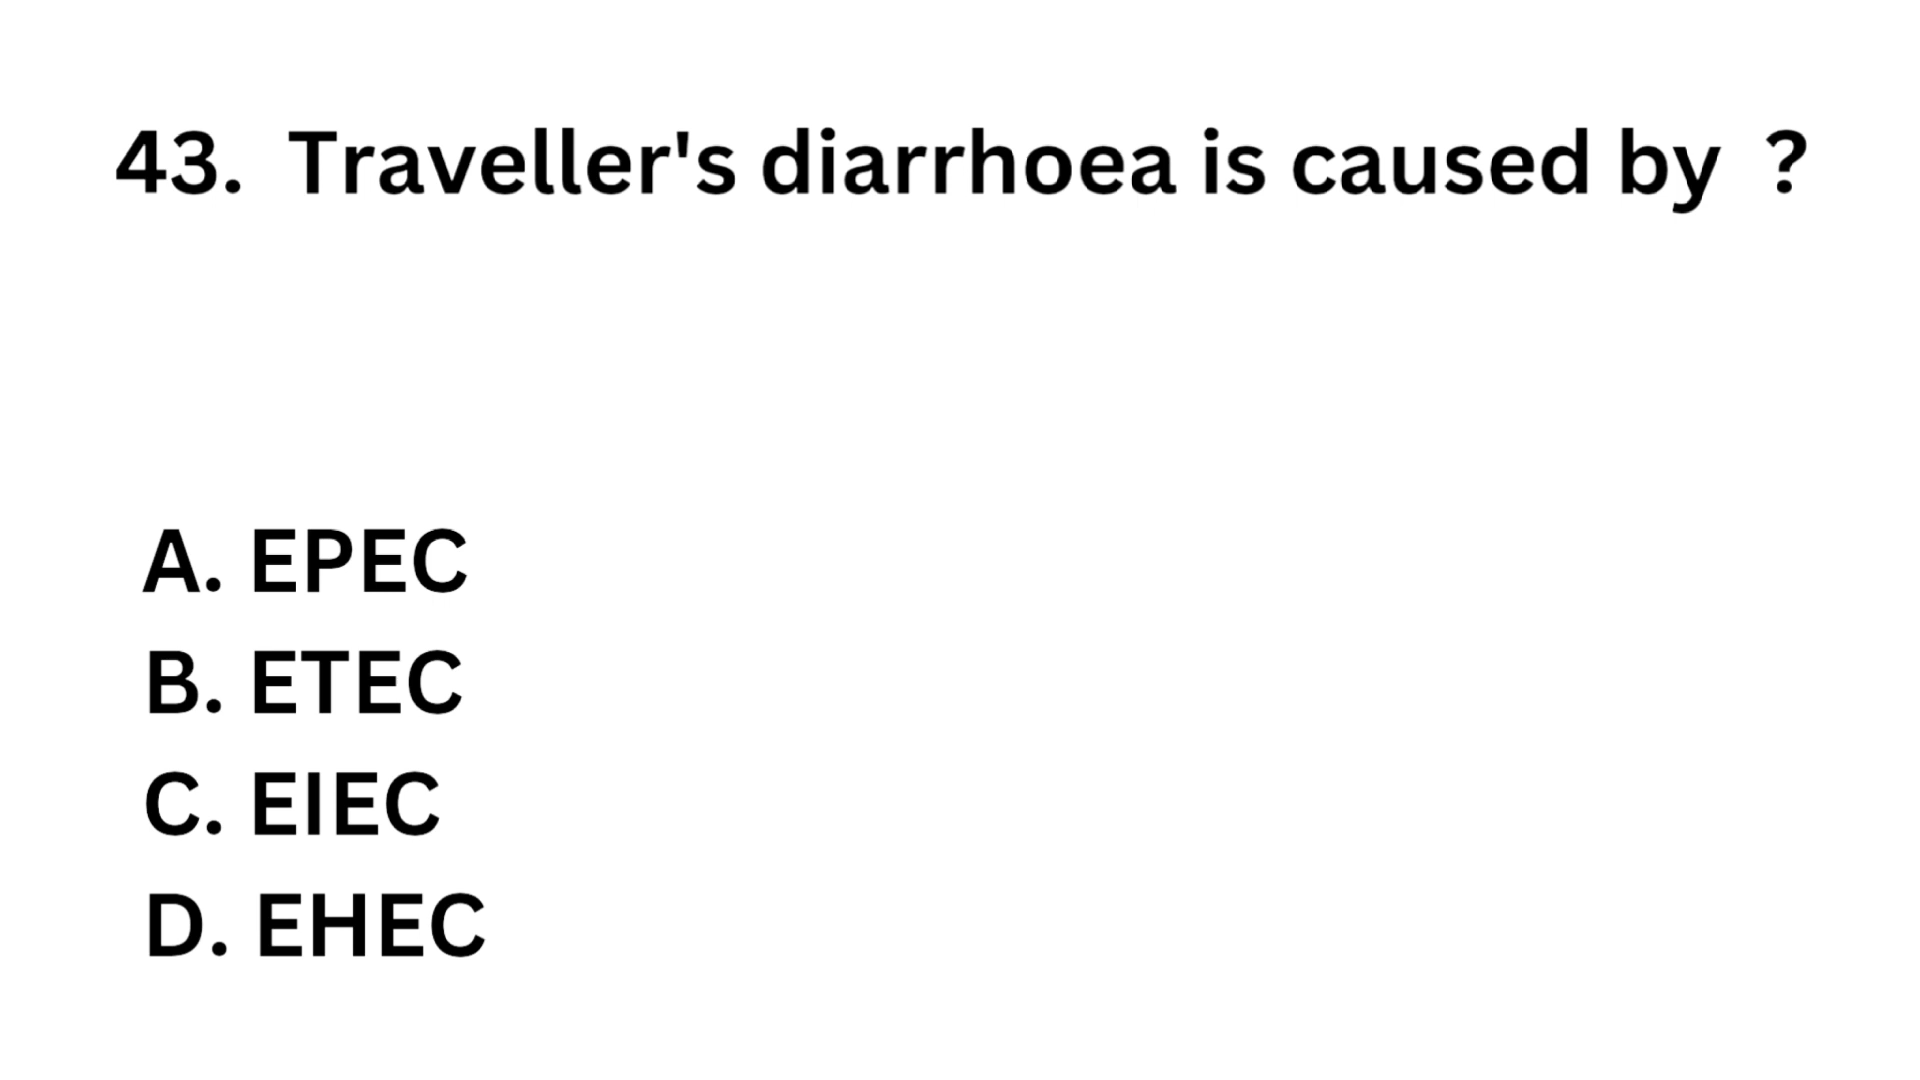 43. Traveller's diarrhoea is caused by ?
A. EPEC
B. ETEC
C. EIEC
D. EHEC